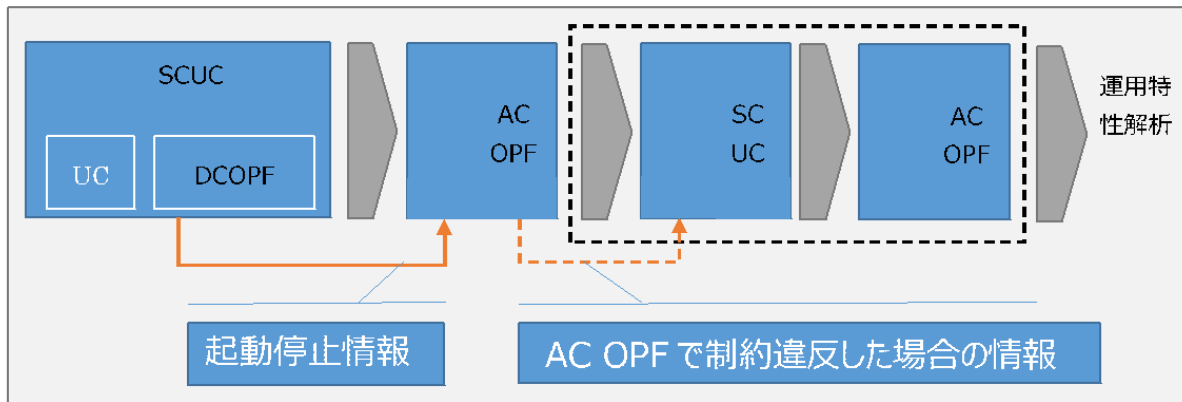 SCUC
UC
DCOPF
AC
OPF
SC
UC
AC
OPF
運用特
性解析
起動停止情報
AC OPFで制約違反した場合の情報